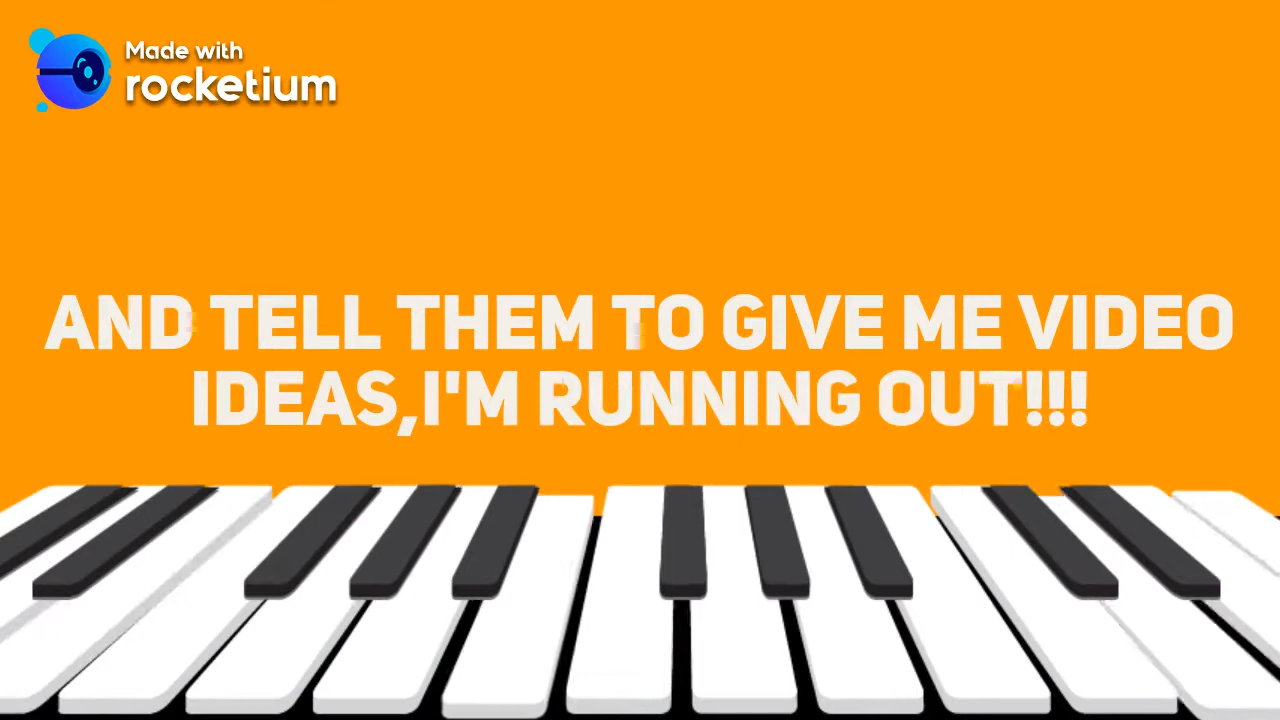 Made with
rocketium
AND TELL THEM TO GIVE ME VIDEO
IDEAS,I'M RUNNING OUT!!!